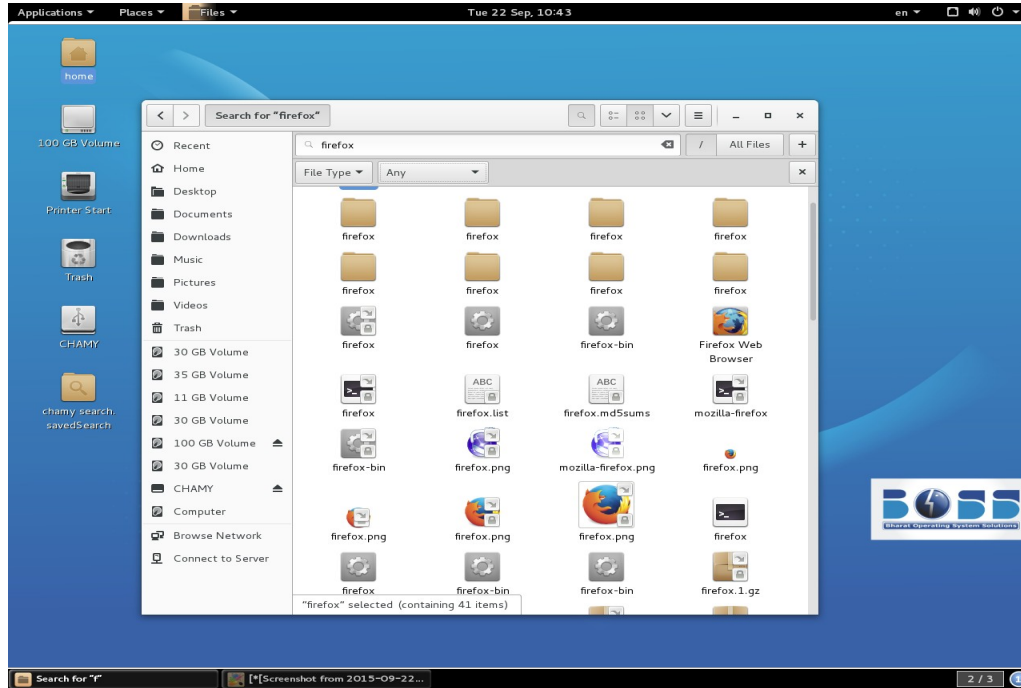 Applications Places Files Tue 22 Sep, 10:43 en
home
100 GB Volume
Printer Start
Trash
CHAMY
chamy search.
savedSearch
Search for "firefox"
Recent
Home
Desktop
Documents
Downloads
Music
Pictures
Videos
Trash
30 GB Volume
35 GB Volume
11 GB Volume
30 GB Volume
100 GB Volume
30 GB Volume
CHAMY
Computer
Browse Network
Connect to Server
firefox / All Files +
File Type Any
firefox firefox firefox firefox
firefox firefox firefox firefox
firefox firefox firefox-bin Firefox Web
Browser
ABC ABC
firefox firefox.list firefox.md5sums mozilla-firefox
firefox-bin firefox.png mozilla-firefox.png firefox.png
firefox.png firefox.png firefox.png firefox
firefox firefox-bin firefox-bin firefox.1.gz
"firefox" selected (containing 41 items)
BOSS
Bharat Operating System Solutions
Search for "f" [*[Screenshot from 2015-09-22... 2 / 3